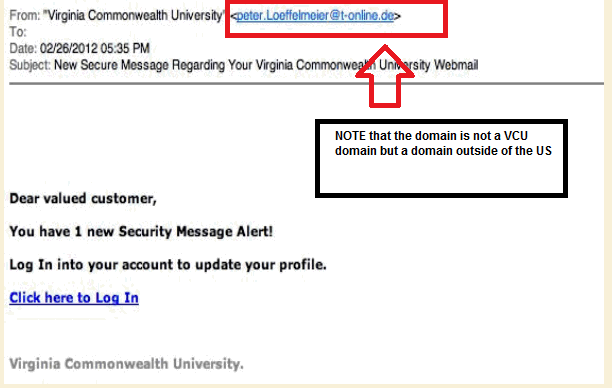 From: "Virginia Commonwealth University" <peter.Loeffelmeier@t-online.de>
To:
Date: 02/26/2012 05:35 PM
Subject: New Secure Message Regarding Your Virginia Commonwealth University Webmail
NOTE that the domain is not a VCU
domain but a domain outside of the US
Dear valued customer,
You have 1 new Security Message Alert!
Log In into your account to update your profile.
Click here to Log In
Virginia Commonwealth University.